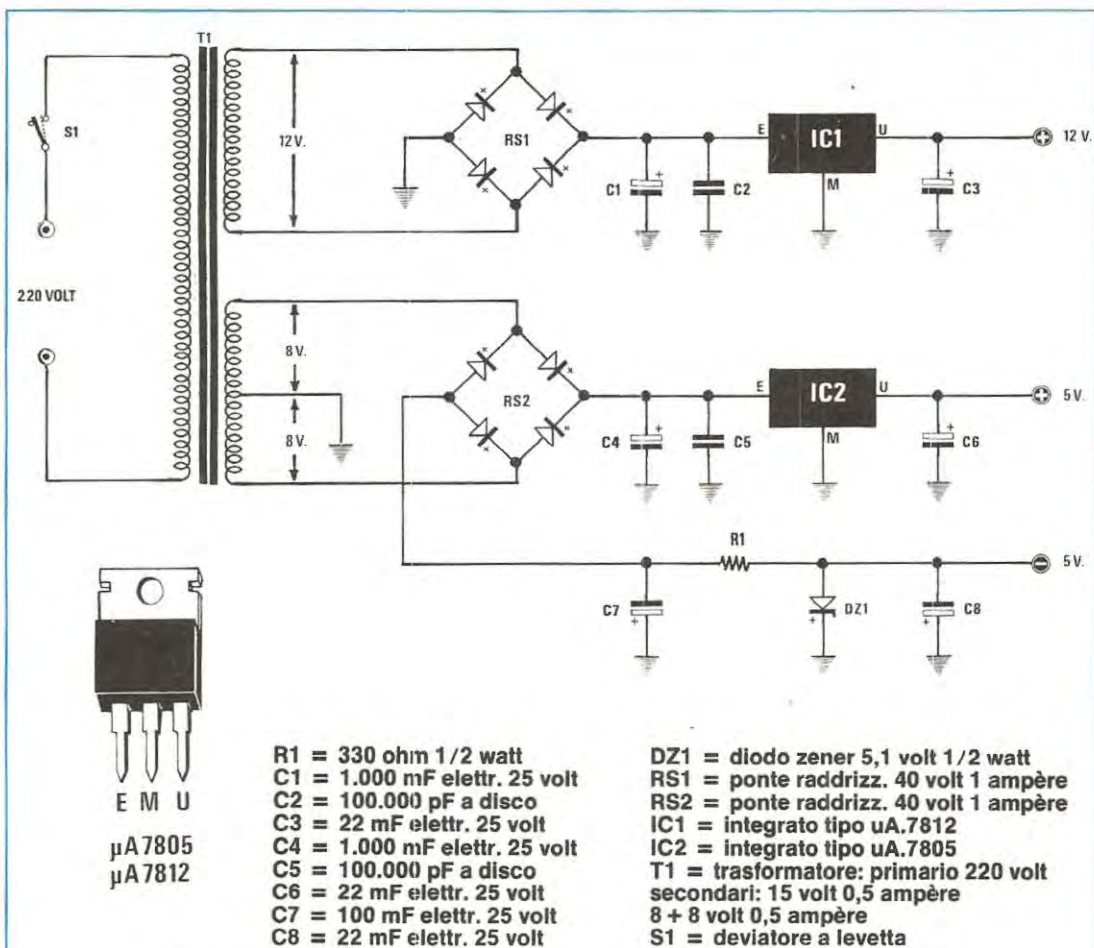 T1
S1
220 VOLT
12 V.
RS1
C1
+
C2
E
IC1
U
M
+
C3
+
12 V.
8 V.
8 V.
RS2
C4
+
C5
E
IC2
U
M
+
C6
+
5 V.
R1
C7
+
DZ1
+
C8
+
-
5 V.
E M U
µA7805
µA7812
R1 = 330 ohm 1/2 watt
C1 = 1.000 mF elettr. 25 volt
C2 = 100.000 pF a disco
C3 = 22 mF elettr. 25 volt
C4 = 1.000 mF elettr. 25 volt
C5 = 100.000 pF a disco
C6 = 22 mF elettr. 25 volt
C7 = 100 mF elettr. 25 volt
C8 = 22 mF elettr. 25 volt
DZ1 = diodo zener 5,1 volt 1/2 watt
RS1 = ponte raddrizz. 40 volt 1 ampère
RS2 = ponte raddrizz. 40 volt 1 ampère
IC1 = integrato tipo uA.7812
IC2 = integrato tipo uA.7805
T1 = trasformatore: primario 220 volt
secondari: 15 volt 0,5 ampère
8 + 8 volt 0,5 ampère
S1 = deviatore a levetta